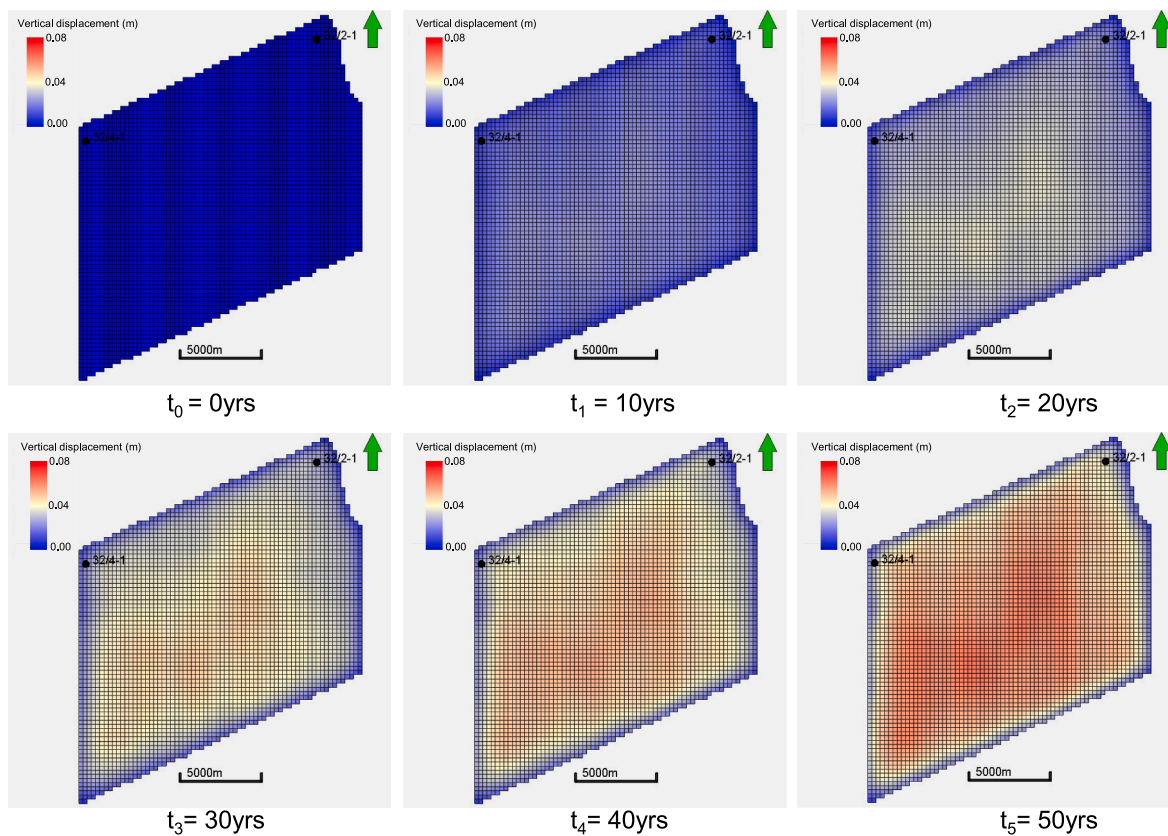 Vertical displacement (m)
0.08
0.04
0.00
32/2-1
32/4-1
5000m
t₀ = 0yrs
Vertical displacement (m)
0.08
0.04
0.00
32/2-1
32/4-1
5000m
t₁ = 10yrs
Vertical displacement (m)
0.08
0.04
0.00
32/2-1
32/4-1
5000m
t₂ = 20yrs
Vertical displacement (m)
0.08
0.04
0.00
32/2-1
32/4-1
5000m
t₃= 30yrs
Vertical displacement (m)
0.08
0.04
0.00
32/2-1
32/4-1
5000m
t₄= 40yrs
Vertical displacement (m)
0.08
0.04
0.00
32/2-1
32/4-1
5000m
t₅= 50yrs